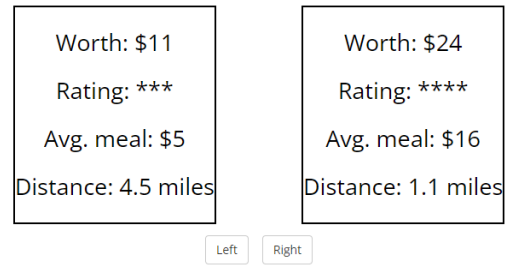 Worth: $11
Rating: ***
Avg. meal: $5
Distance: 4.5 miles
Worth: $24
Rating: ****
Avg. meal: $16
Distance: 1.1 miles
Left
Right